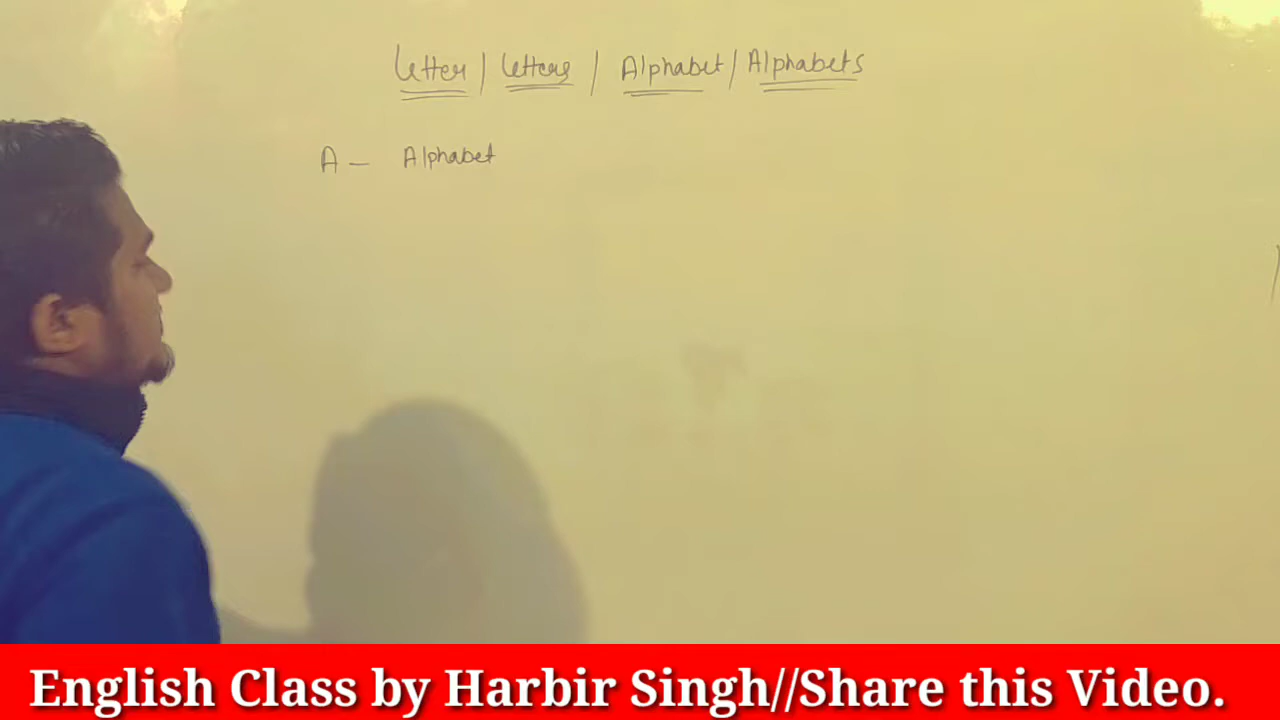 Letter / Letters / Alphabet / Alphabets
A – Alphabet
English Class by Harbir Singh//Share this Video.